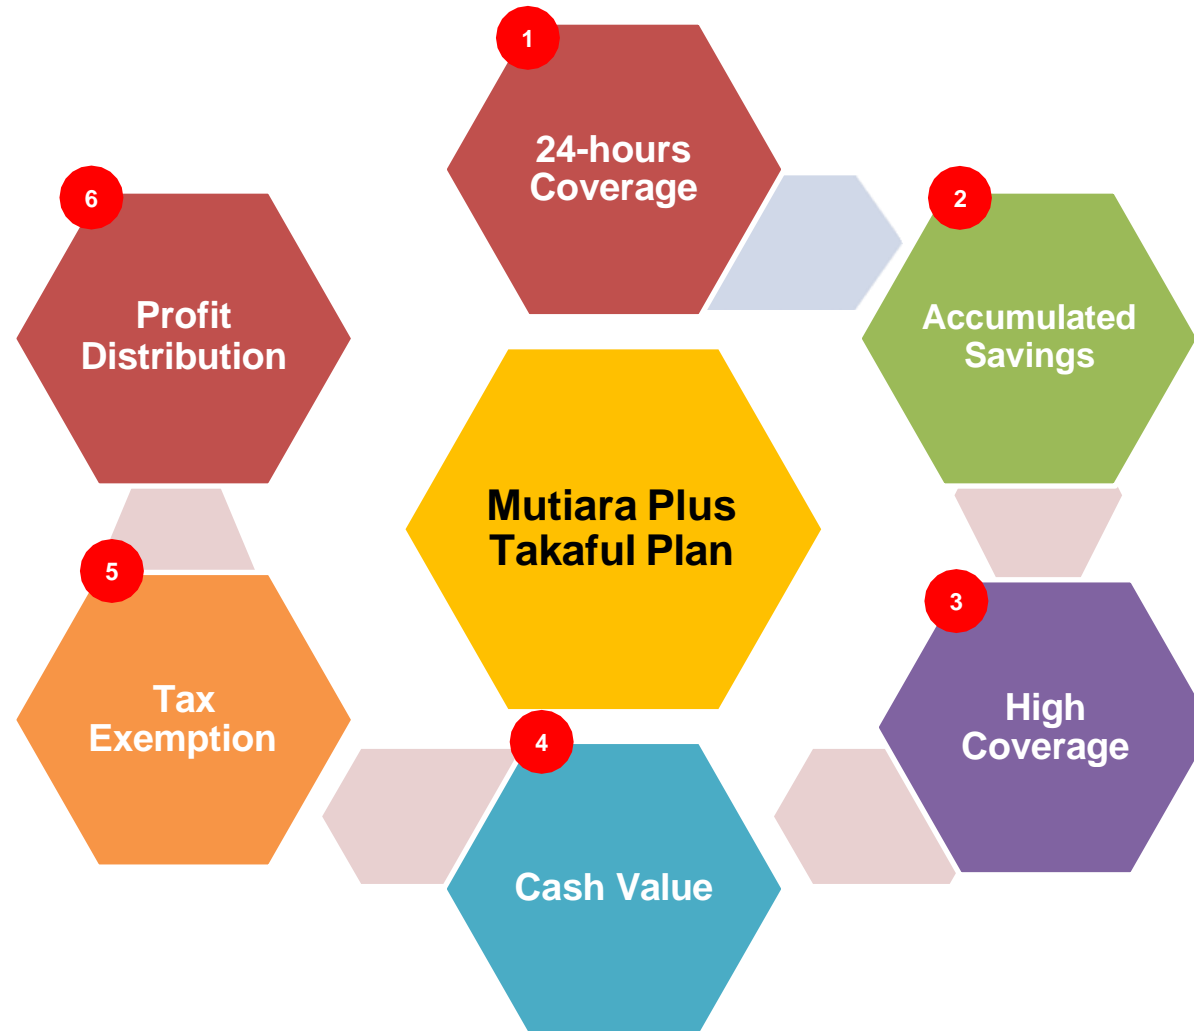 1
24-hours
Coverage
2
Accumulated
Savings
3
High
Coverage
4
Cash Value
5
Tax
Exemption
6
Profit
Distribution
Mutiara Plus
Takaful Plan